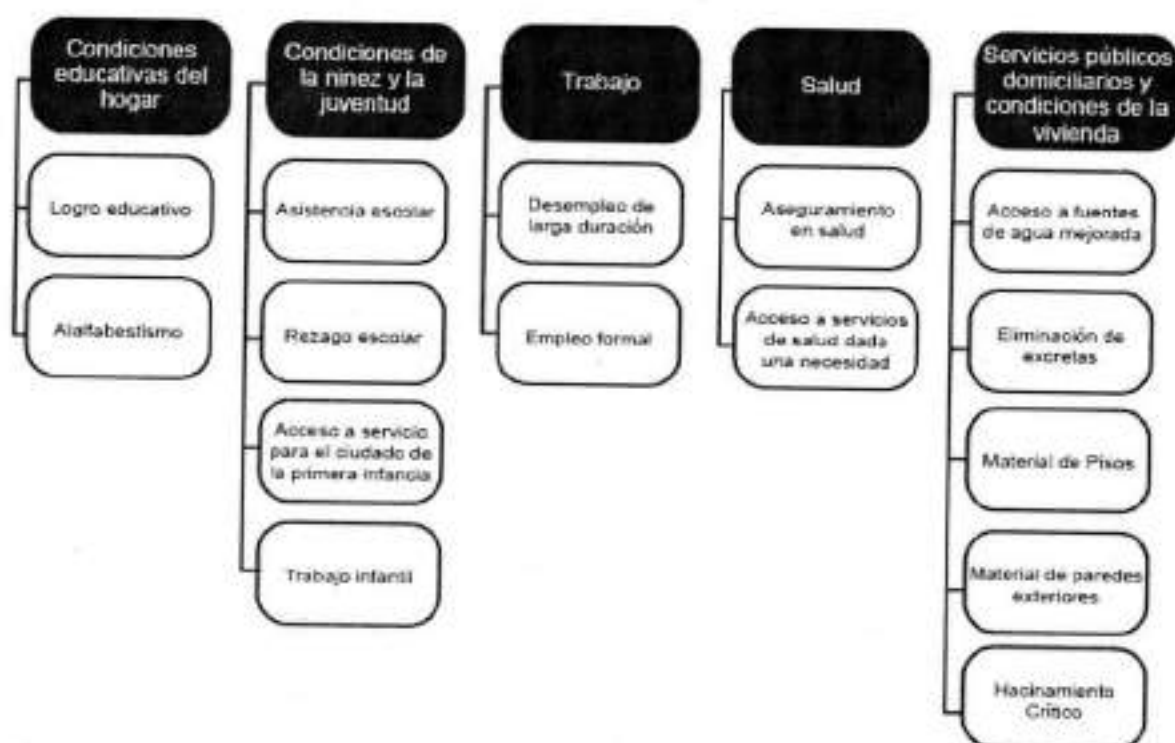 Condiciones
educativas del
hogar
Logro educativo
Alalfabestismo
Condiciones de
la niñez y la
juventud
Asistencia escolar
Rezago escolar
Acceso a servicio
para el ciudado de
la primera infancia
Trabajo infantil
Trabajo
Desempleo de
larga duración
Empleo formal
Salud
Aseguramiento
en salud
Acceso a servicios
de salud dada
una necesidad
Servicios públicos
domiciliarios y
condiciones de la
vivienda
Acceso a fuentes
de agua mejorada
Eliminación de
excretas
Material de Pisos
Material de paredes
exteriores
Hacinamiento
Crítico